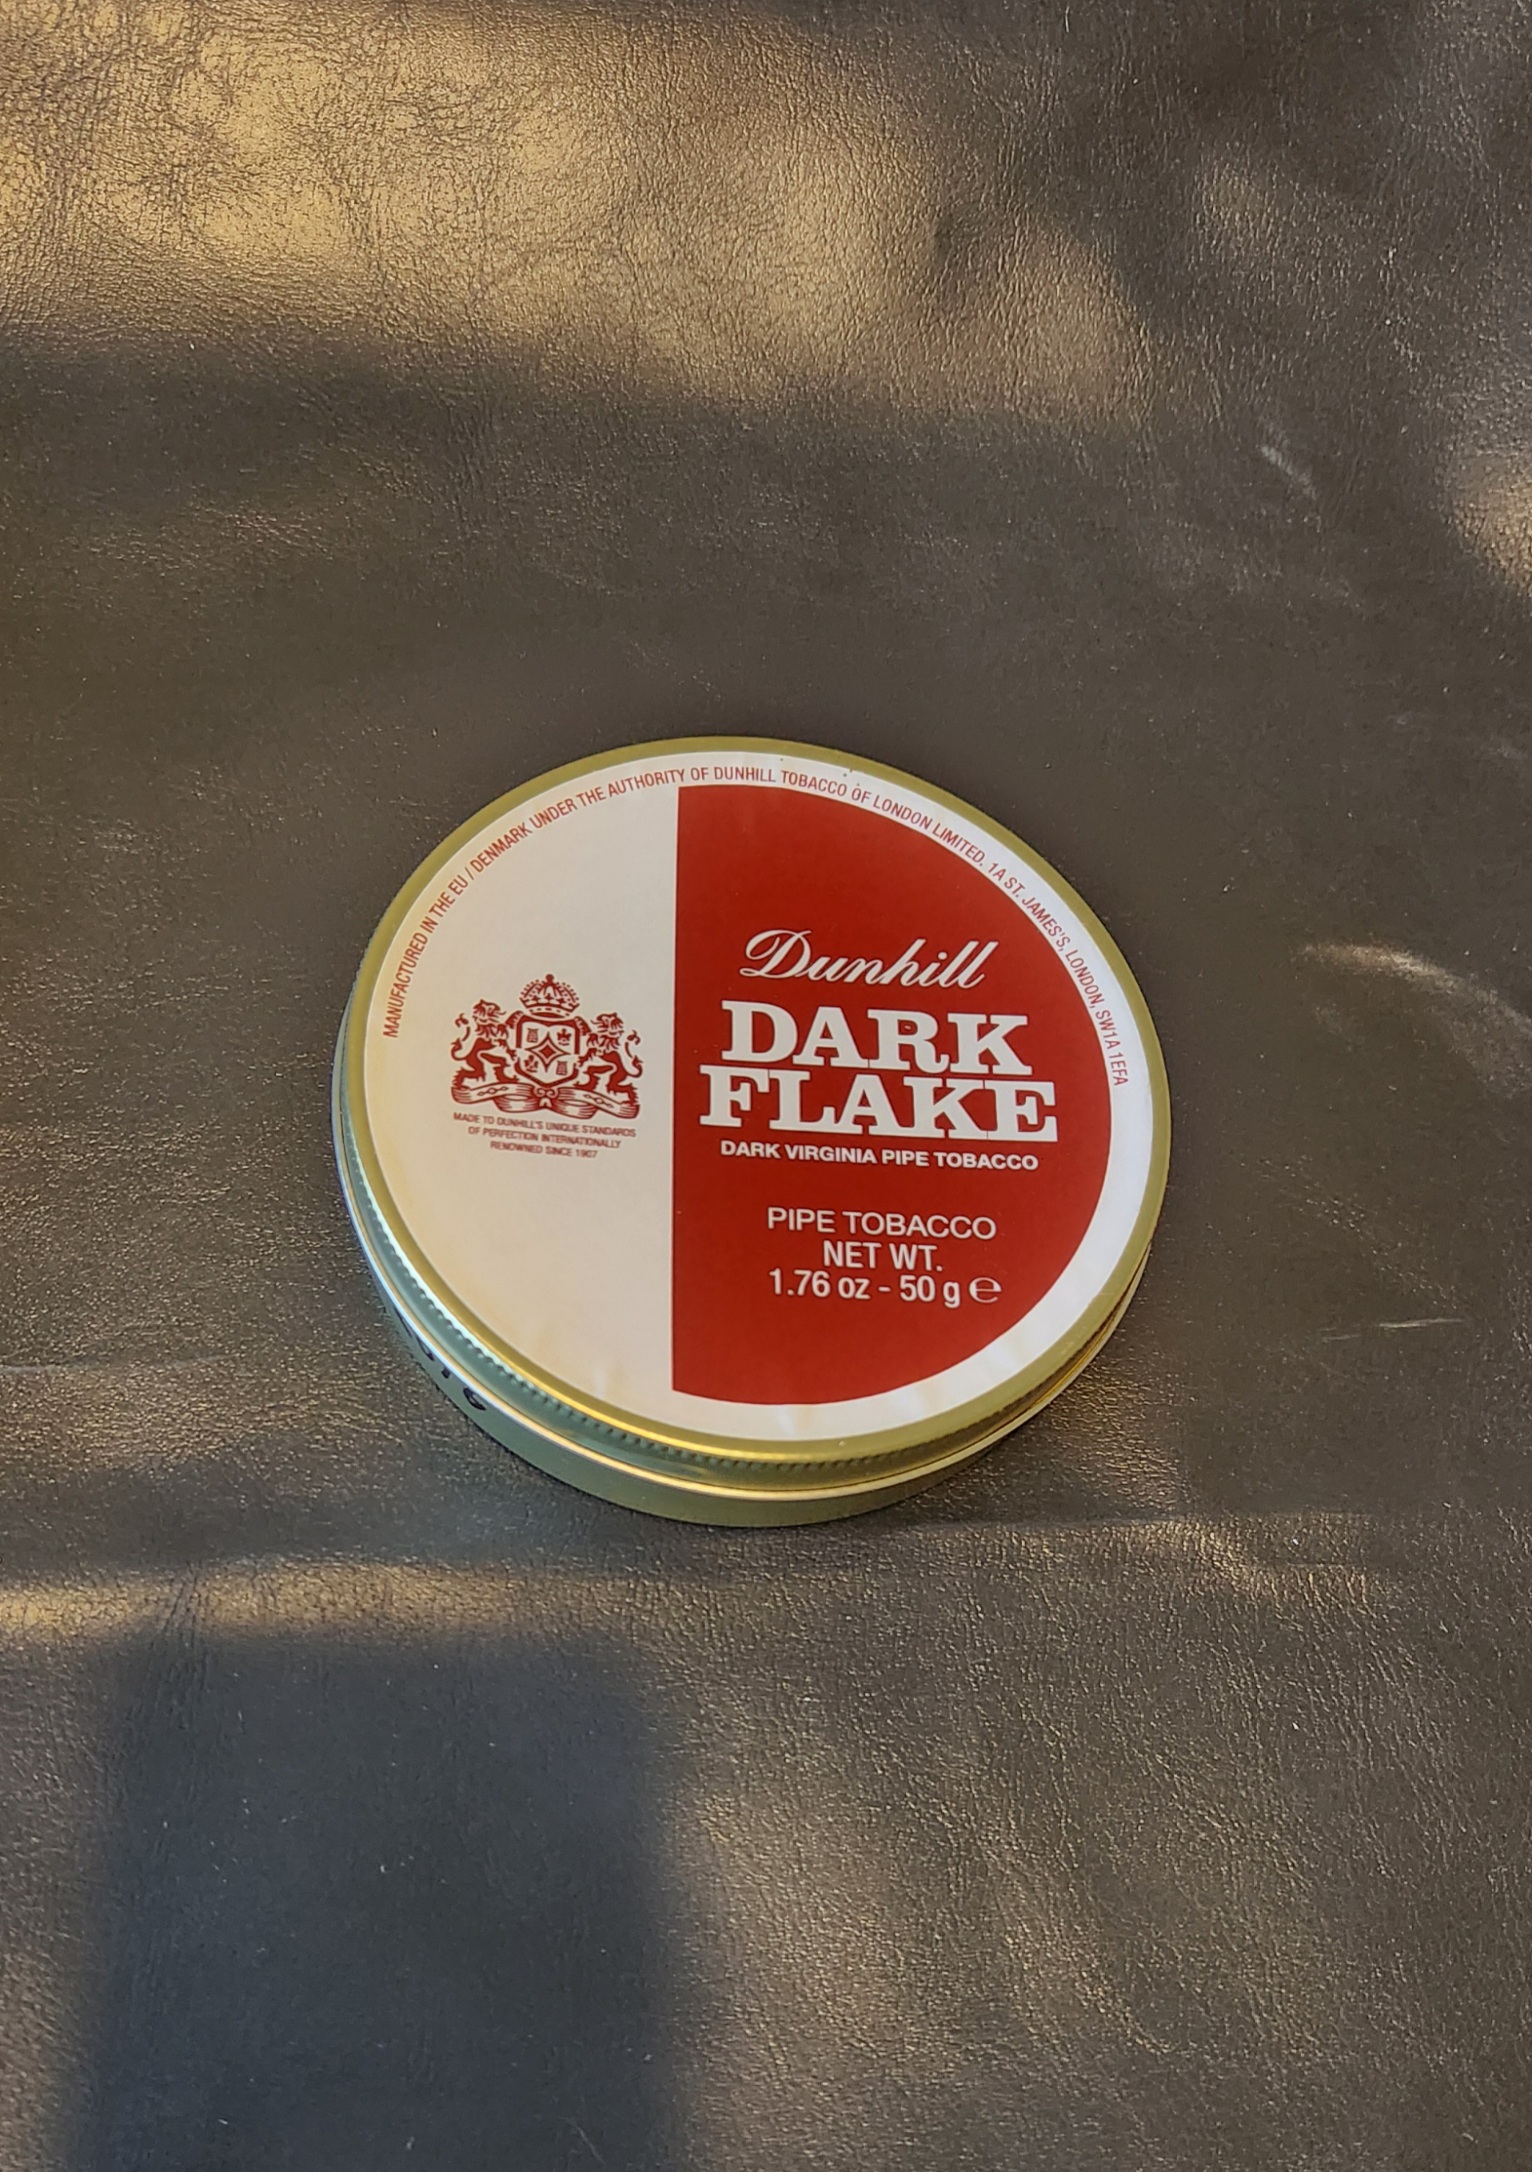 MANUFACTURED IN THE EU / DENMARK UNDER THE AUTHORITY OF DUNHILL TOBACCO OF LONDON LIMITED. 1A ST. JAMES'S, LONDON, SW1A 1EFA
MADE TO DUNHILL'S UNIQUE STANDARDS
OF PERFECTION INTERNATIONALLY
RENOWNED SINCE 1907
Dunhill
DARK
FLAKE
DARK VIRGINIA PIPE TOBACCO
PIPE TOBACCO
NET WT.
1.76 oz - 50 g ℮